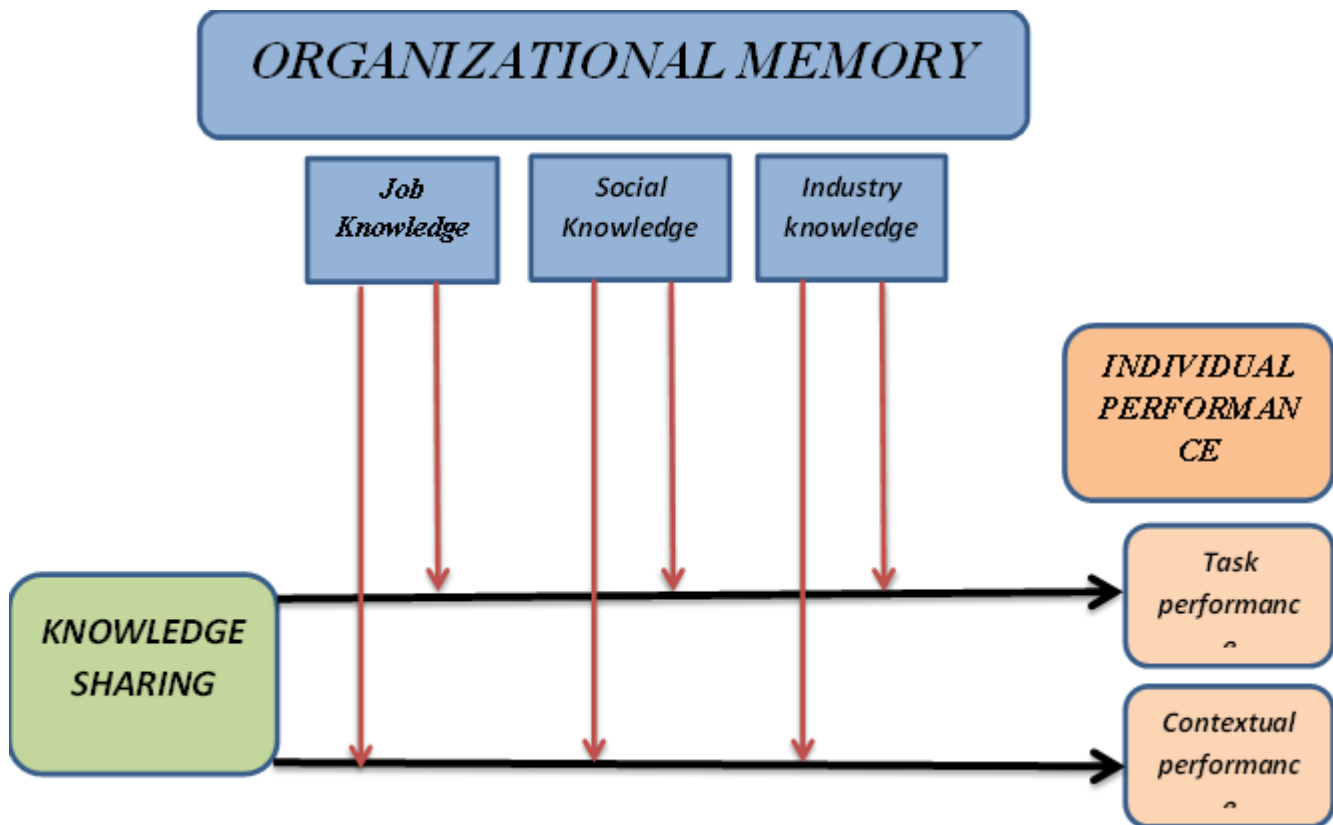 ORGANIZATIONAL MEMORY
Job
Knowledge
Social
Knowledge
Industry
knowledge
INDIVIDUAL
PERFORMAN
CE
KNOWLEDGE
SHARING
Task
performanc
Contextual
performanc